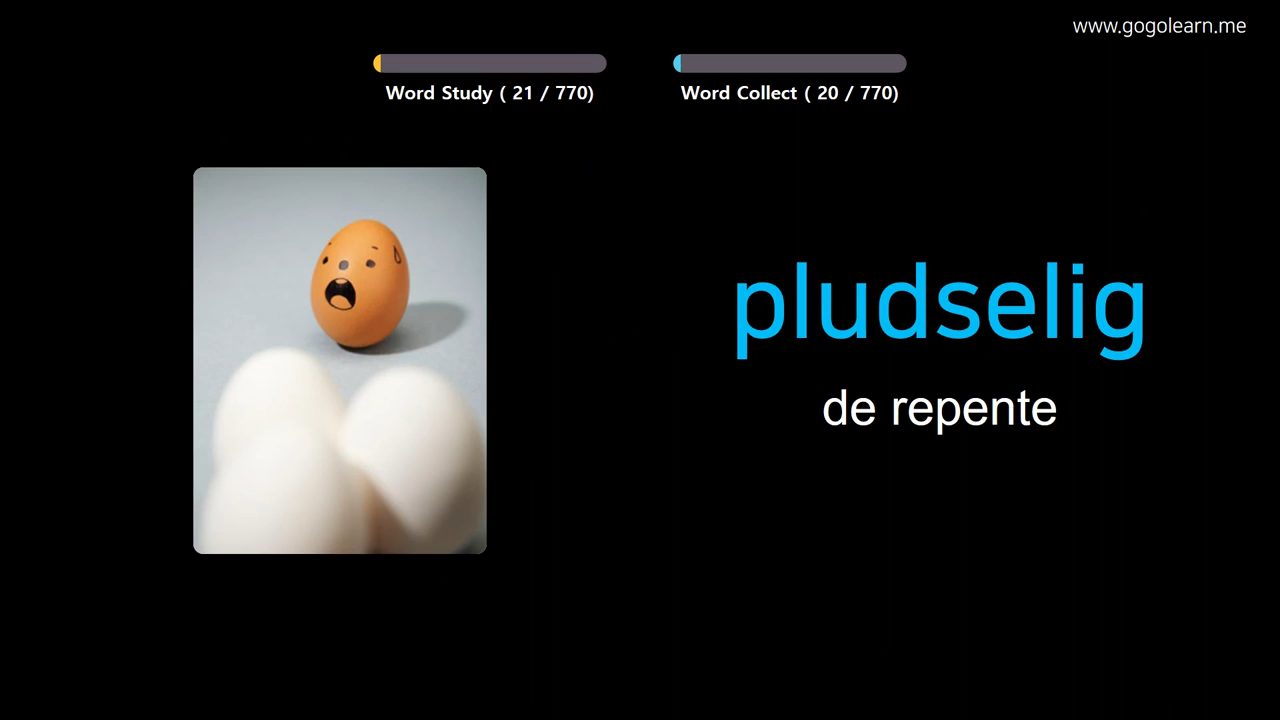 www.gogolearn.me
Word Study ( 21 / 770)
Word Collect ( 20 / 770)
pludselig
de repente